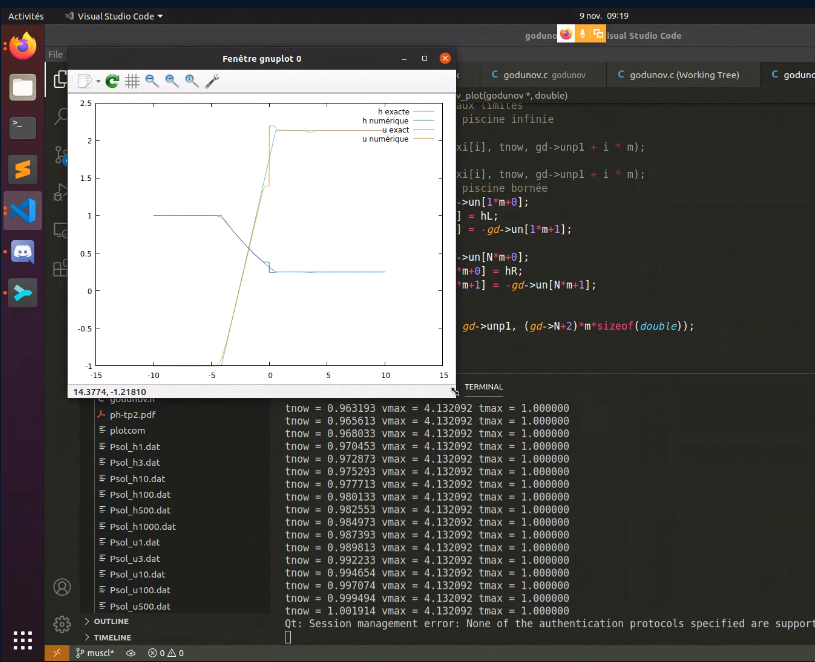 Activités
Visual Studio Code
9 nov. 09:19
goduno
isual Studio Code
File
Fenêtre gnuplot 0
godunov.c godunov
godunov.c (Working Tree)
godun
v_plot(godunov *, double)
aux limites
piscine infinie
xi[i], tnow, gd->unp1 + i * m);
xi[i], tnow, gd->unp1 + i * m);
piscine bornée
->un[1*m+0];
] = hL;
] = -gd->un[1*m+1];
->un[N*m+0];
*m+0] = hR;
*m+1] = -gd->un[N*m+1];
gd->unp1, (gd->N+2)*m*sizeof(double));
2.5
2
1.5
1
0.5
0
-0.5
-1
-15
-10
-5
0
5
10
15
h exacte
h numérique
u exact
u numérique
14.3774, -1.21810
TERMINAL
godunov.h
ph-tp2.pdf
plotcom
Psol_h1.dat
Psol_h3.dat
Psol_h10.dat
Psol_h100.dat
Psol_h500.dat
Psol_h1000.dat
Psol_u1.dat
Psol_u3.dat
Psol_u10.dat
Psol_u100.dat
Psol_u500.dat
OUTLINE
TIMELINE
tnow = 0.963193 vmax = 4.132092 tmax = 1.000000
tnow = 0.965613 vmax = 4.132092 tmax = 1.000000
tnow = 0.968033 vmax = 4.132092 tmax = 1.000000
tnow = 0.970453 vmax = 4.132092 tmax = 1.000000
tnow = 0.972873 vmax = 4.132092 tmax = 1.000000
tnow = 0.975293 vmax = 4.132092 tmax = 1.000000
tnow = 0.977713 vmax = 4.132092 tmax = 1.000000
tnow = 0.980133 vmax = 4.132092 tmax = 1.000000
tnow = 0.982553 vmax = 4.132092 tmax = 1.000000
tnow = 0.984973 vmax = 4.132092 tmax = 1.000000
tnow = 0.987393 vmax = 4.132092 tmax = 1.000000
tnow = 0.989813 vmax = 4.132092 tmax = 1.000000
tnow = 0.992233 vmax = 4.132092 tmax = 1.000000
tnow = 0.994654 vmax = 4.132092 tmax = 1.000000
tnow = 0.997074 vmax = 4.132092 tmax = 1.000000
tnow = 0.999494 vmax = 4.132092 tmax = 1.000000
tnow = 1.001914 vmax = 4.132092 tmax = 1.000000
Qt: Session management error: None of the authentication protocols specified are suppor
muscl*
0
0